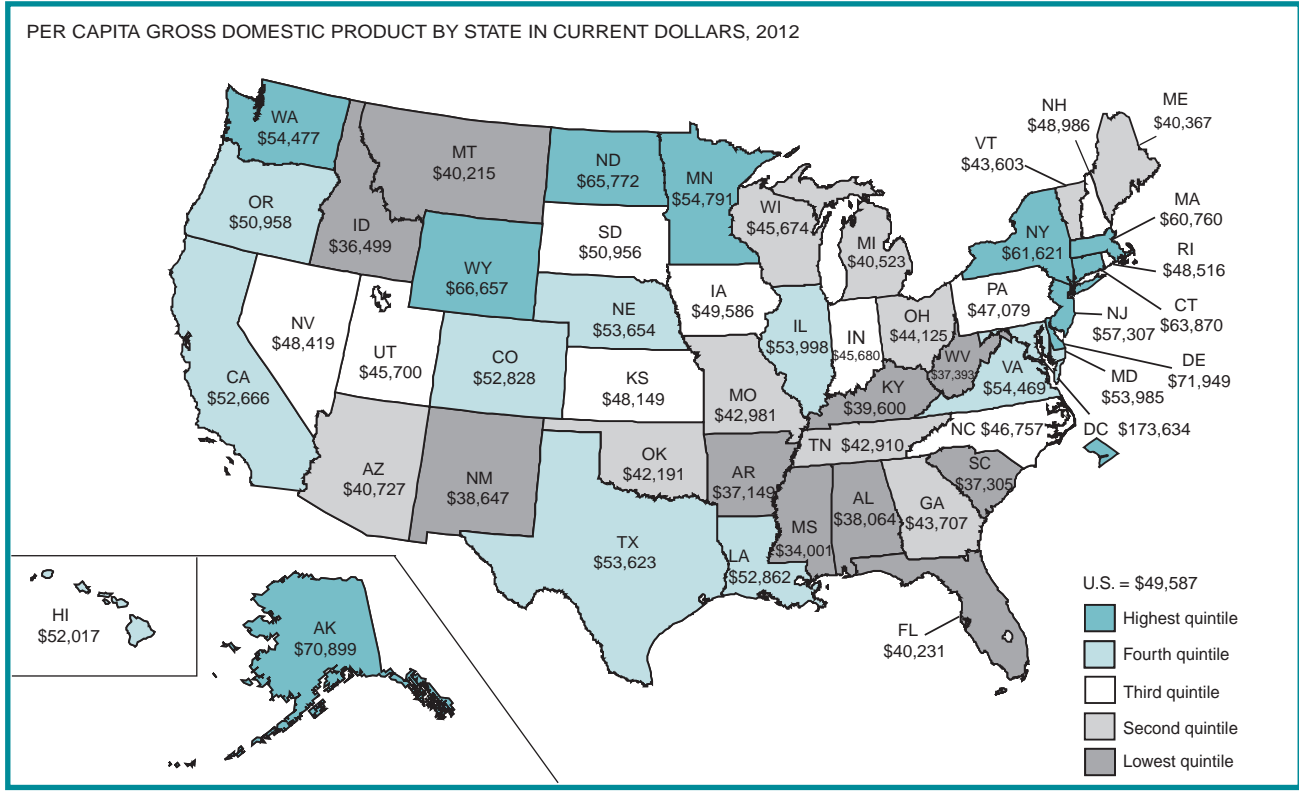 PER CAPITA GROSS DOMESTIC PRODUCT BY STATE IN CURRENT DOLLARS, 2012
WA
$54,477
OR
$50,958
CA
$52,666
NV
$48,419
ID
$36,499
MT
$40,215
WY
$66,657
UT
$45,700
CO
$52,828
AZ
$40,727
NM
$38,647
ND
$65,772
SD
$50,956
NE
$53,654
KS
$48,149
OK
$42,191
TX
$53,623
MN
$54,791
IA
$49,586
MO
$42,981
AR
$37,149
LA
$52,862
WI
$45,674
IL
$53,998
MI
$40,523
IN
$45,680
OH
$44,125
KY
$39,600
TN $42,910
MS
$34,001
AL
$38,064
GA
$43,707
FL
$40,231
SC
$37,305
NC $46,757
WV
$37,393
VA
$54,469
PA
$47,079
NY
$61,621
VT
$43,603
NH
$48,986
ME
$40,367
MA
$60,760
RI
$48,516
CT
$63,870
NJ
$57,307
DE
$71,949
MD
$53,985
DC $173,634
HI
$52,017
AK
$70,899
U.S. = $49,587
Highest quintile
Fourth quintile
Third quintile
Second quintile
Lowest quintile